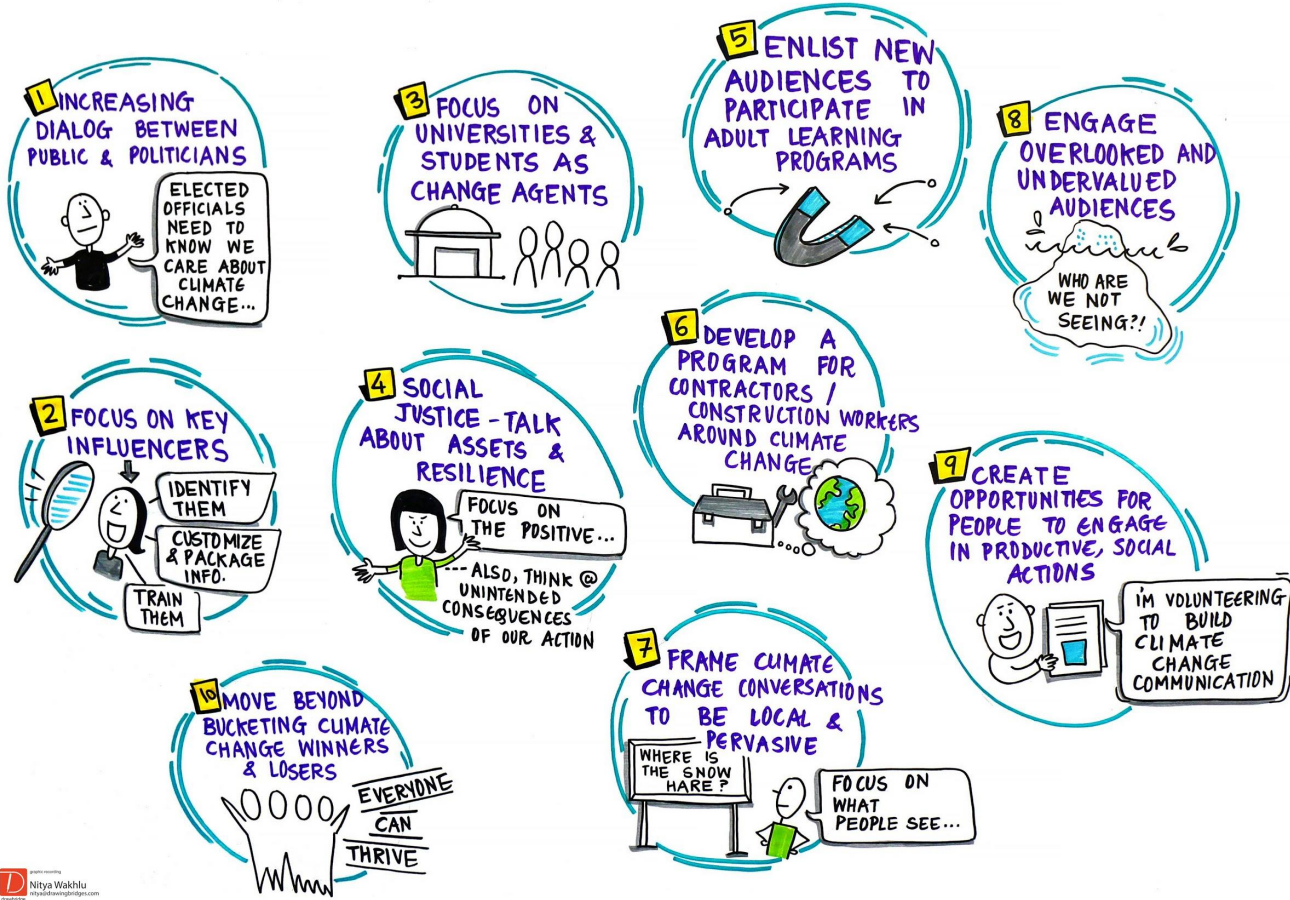 1
INCREASING
DIALOG BETWEEN
PUBLIC & POLITICIANS
ELECTED
OFFICIALS
NEED TO
KNOW WE
CARE ABOUT
CLIMATE
CHANGE...
2
FOCUS ON KEY
INFLUENCERS
IDENTIFY
THEM
CUSTOMIZE
& PACKAGE
INFO.
TRAIN
THEM
3
FOCUS ON
UNIVERSITIES &
STUDENTS AS
CHANGE AGENTS
4
SOCIAL
JUSTICE - TALK
ABOUT ASSETS &
RESILIENCE
FOCUS ON
THE POSITIVE...
ALSO, THINK @
UNINTENDED
CONSEQUENCES
OF OUR ACTION
5
ENLIST NEW
AUDIENCES TO
PARTICIPATE IN
ADULT LEARNING
PROGRAMS
6
DEVELOP A
PROGRAM FOR
CONTRACTORS /
CONSTRUCTION WORKERS
AROUND CLIMATE
CHANGE
7
FRAME CLIMATE
CHANGE CONVERSATIONS
TO BE LOCAL &
PERVASIVE
WHERE IS
THE SNOW
HARE?
FOCUS ON
WHAT
PEOPLE SEE...
8
ENGAGE
OVERLOOKED AND
UNDERVALUED
AUDIENCES
WHO ARE
WE NOT
SEEING?!
9
CREATE
OPPORTUNITIES FOR
PEOPLE TO ENGAGE
IN PRODUCTIVE, SOCIAL
ACTIONS
I'M VOLUNTEERING
TO BUILD
CLIMATE
CHANGE
COMMUNICATION
10
MOVE BEYOND
BUCKETING CLIMATE
CHANGE WINNERS
& LOSERS
EVERYONE
CAN
THRIVE
graphic recording
Nitya Wakhlu
nitya@drawingbridges.com
drawbridge